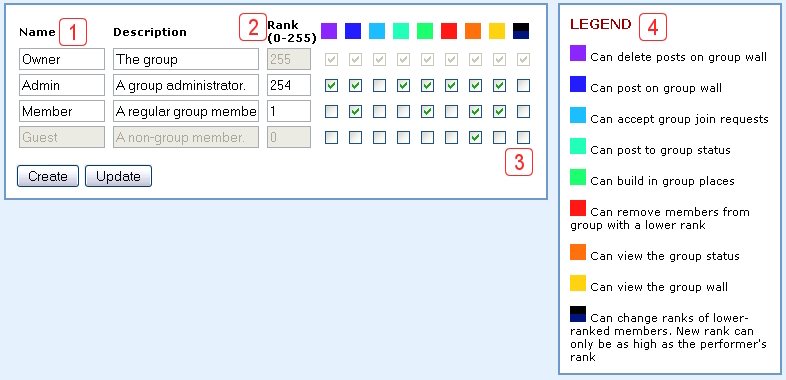 Name 1 Description 2 Rank
(0-255)
Owner The group 255
Admin A group administrator. 254
Member A regular group membe 1
Guest A non-group member. 0
3
Create Update
LEGEND 4
Can delete posts on group wall
Can post on group wall
Can accept group join requests
Can post to group status
Can build in group places
Can remove members from
group with a lower rank
Can view the group status
Can view the group wall
Can change ranks of lower-
ranked members. New rank can
only be as high as the performer's
rank